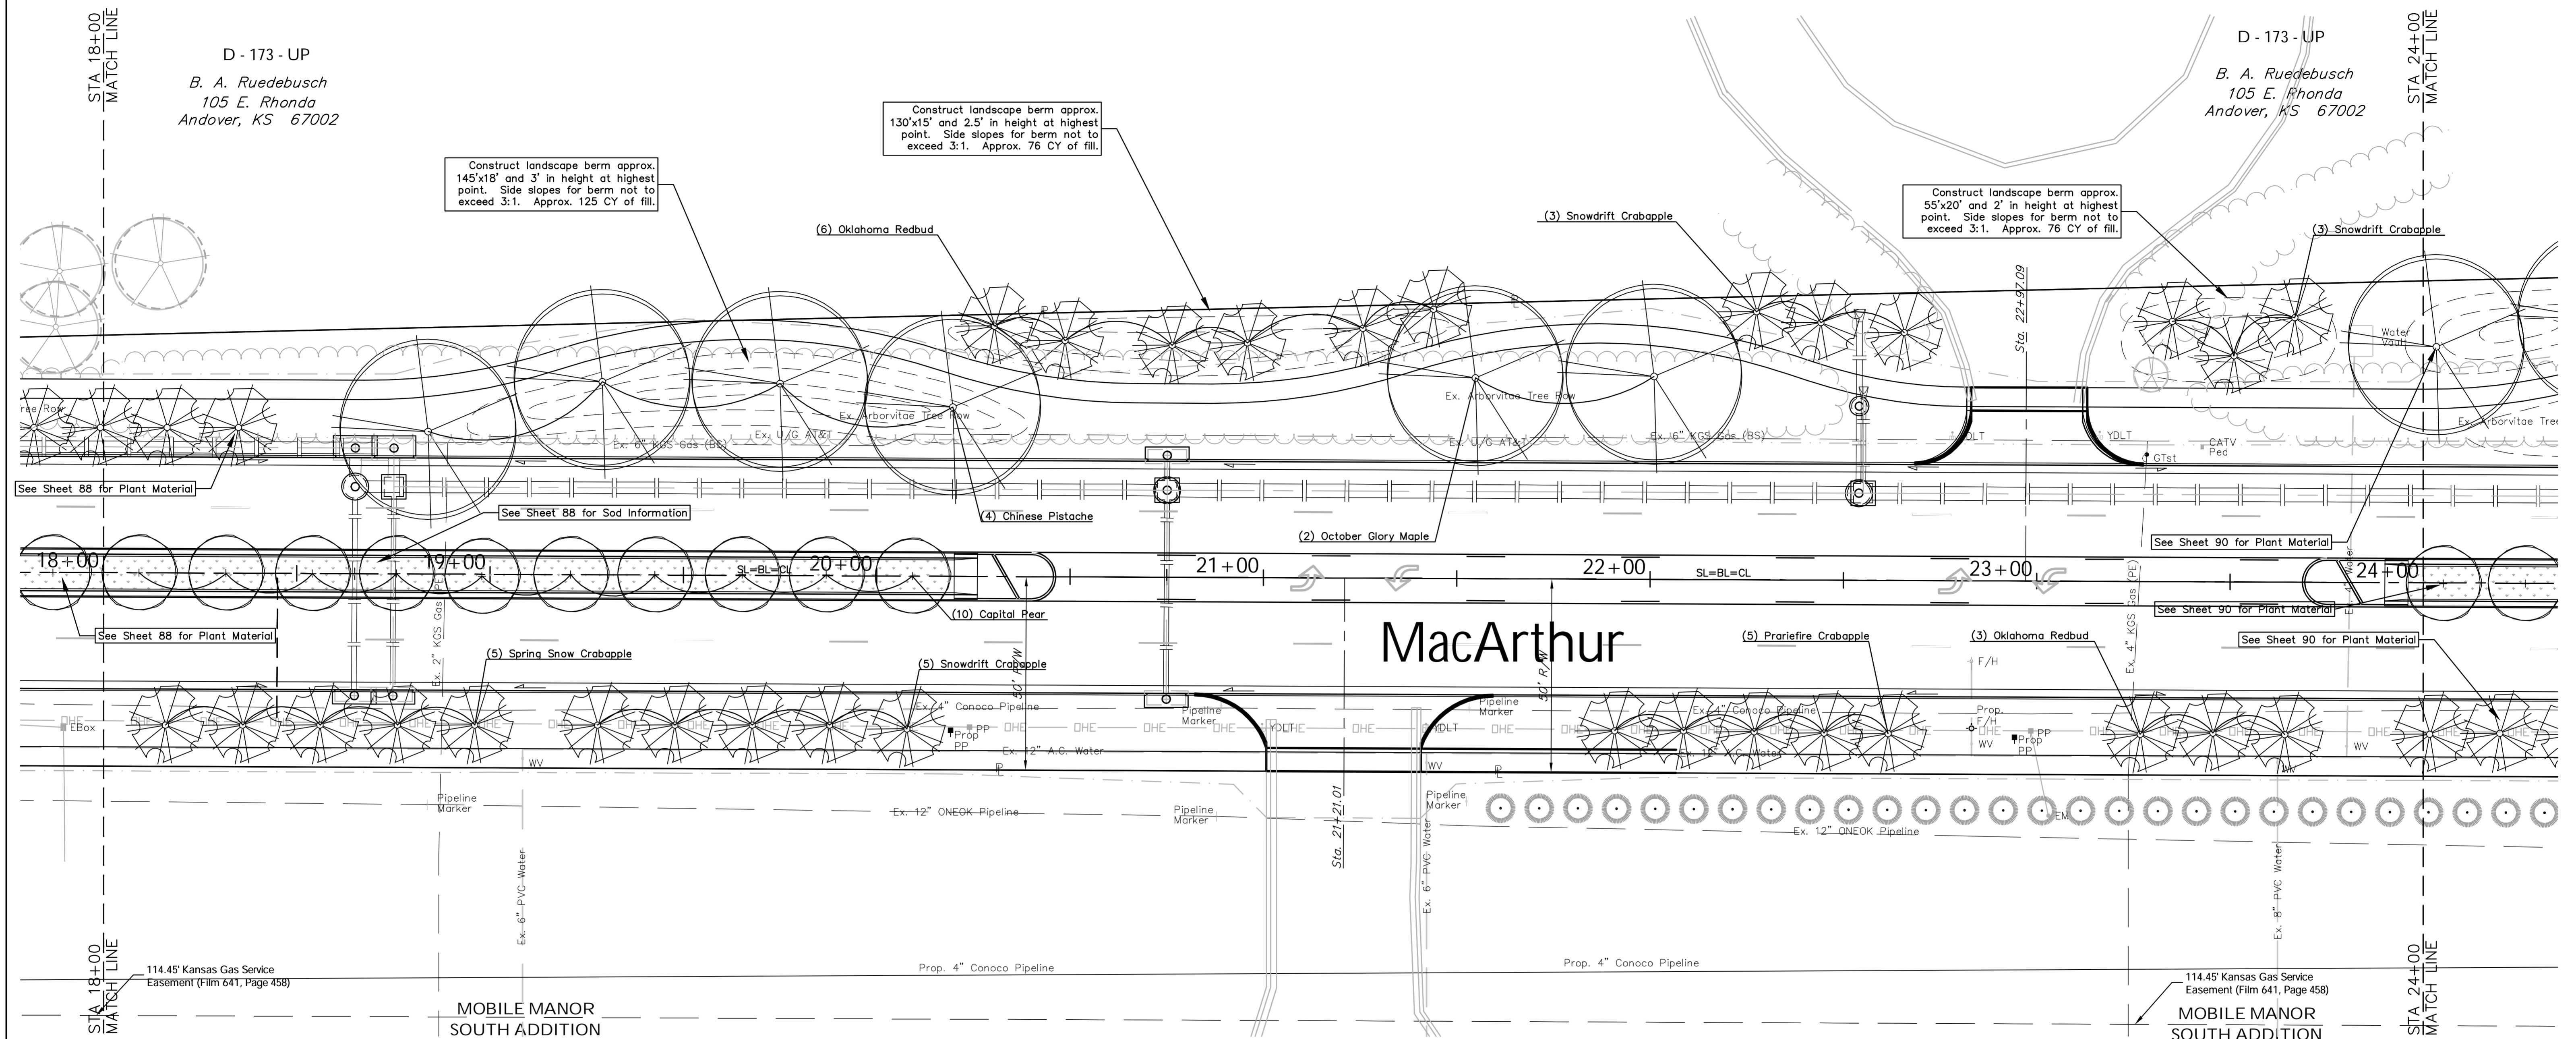 STA 18+00
MATCH LINE
D - 173 - UP
B. A. Ruedebusch
105 E. Rhonda
Andover, KS 67002
D - 173 - UP
B. A. Ruedebusch
105 E. Rhonda
Andover, KS 67002
STA 24+00
MATCH LINE
Construct landscape berm approx.
145'x18' and 3' in height at highest
point. Side slopes for berm not to
exceed 3:1. Approx. 125 CY of fill.
Construct landscape berm approx.
130'x15' and 2.5' in height at highest
point. Side slopes for berm not to
exceed 3:1. Approx. 76 CY of fill.
Construct landscape berm approx.
55'x20' and 2' in height at highest
point. Side slopes for berm not to
exceed 3:1. Approx. 76 CY of fill.
(6) Oklahoma Redbud
(3) Snowdrift Crabapple
(3) Snowdrift Crabapple
Sta. 22+97.09
Water
Vault
ree Row
Ex. Arborvitae Tree Row
Ex. Arborvitae Tree Row
Ex. Arborvitae Tree
Ex. 6" KGS Gas (BS)
Ex. U/G AT&T
Ex. U/G AT&T
Ex. 6" KGS Gas (BS)
YDLT
YDLT
CATV
Ped
GTst
See Sheet 88 for Plant Material
See Sheet 88 for Sod Information
(4) Chinese Pistache
(2) October Glory Maple
See Sheet 90 for Plant Material
18+00
19+00
20+00
21+00
22+00
23+00
24+00
SL=BL=CL
SL=BL=CL
See Sheet 88 for Plant Material
(10) Capital Pear
See Sheet 90 for Plant Material
MacArthur
(5) Spring Snow Crabapple
(5) Snowdrift Crabapple
(5) Prariefire Crabapple
(3) Oklahoma Redbud
See Sheet 90 for Plant Material
Ex. 2" KGS Gas (PE)
50' R/W
50' R/W
Ex. 4" KGS Gas (PE)
F/H
EBox
OHE
Ex. 4" Conoco Pipeline
Ex. 4" Conoco Pipeline
Pipeline
Marker
Pipeline
Marker
PP
Prop
PP
YDLT
YDLT
Prop.
F/H
WV
PP
Prop
PP
WV
Ex. 12" A.C. Water
WV
WV
Pipeline
Marker
Pipeline
Marker
Pipeline
Marker
Ex. 12" ONEOK Pipeline
Ex. 12" ONEOK Pipeline
EM
Sta. 21+21.01
Ex. 6" PVC Water
Ex. 6" PVC Water
Ex. 8" PVC Water
Prop. 4" Conoco Pipeline
Prop. 4" Conoco Pipeline
STA 18+00
MATCH LINE
114.45' Kansas Gas Service
Easement (Film 641, Page 458)
MOBILE MANOR
SOUTH ADDITION
114.45' Kansas Gas Service
Easement (Film 641, Page 458)
MOBILE MANOR
SOUTH ADDITION
STA 24+00
MATCH LINE